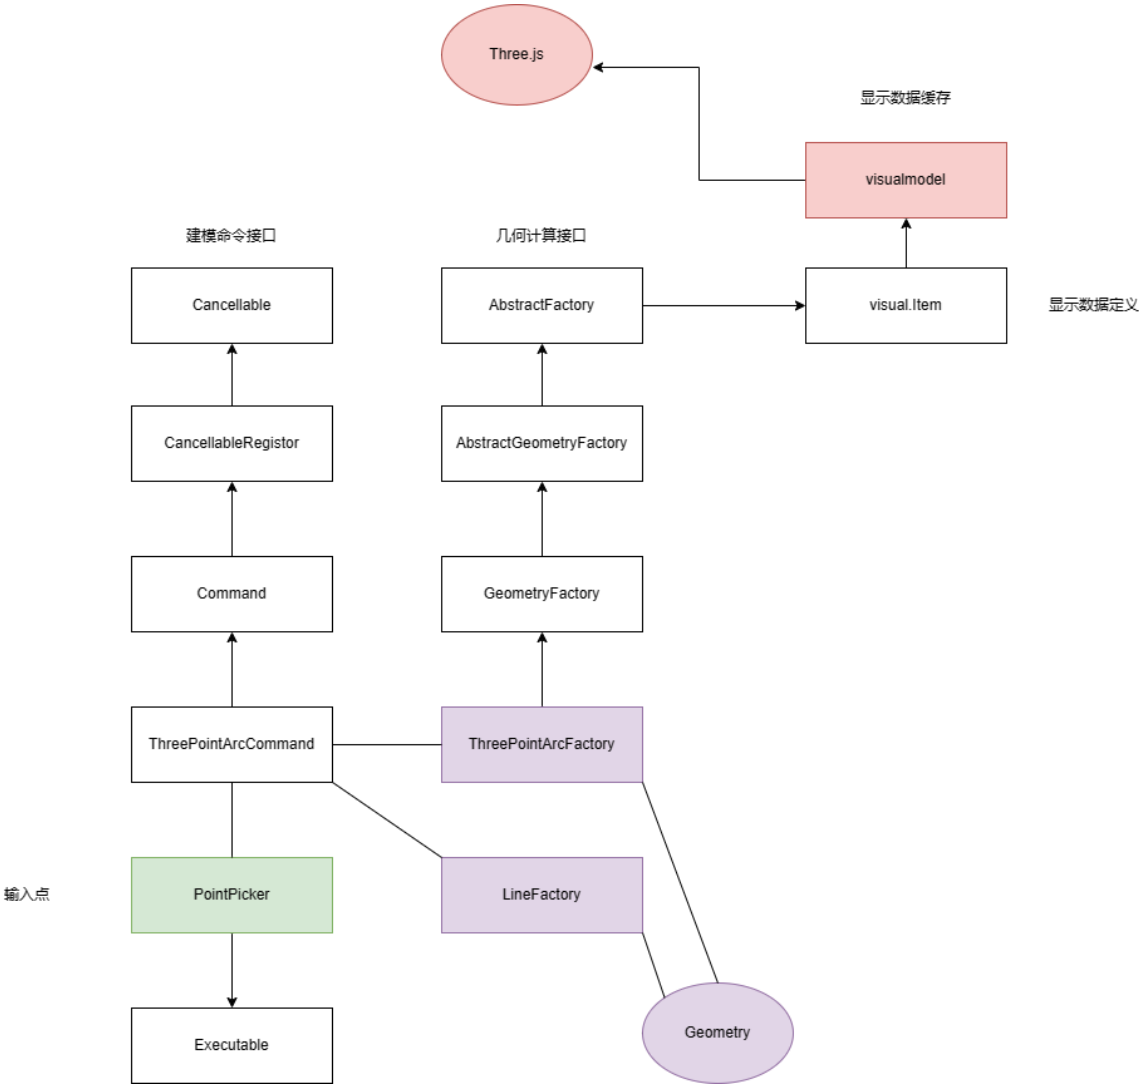 Three.js
显示数据缓存
visualmodel
建模命令接口
几何计算接口
Cancellable
AbstractFactory
visual.Item
显示数据定义
CancellableRegistor
AbstractGeometryFactory
Command
GeometryFactory
ThreePointArcCommand
ThreePointArcFactory
输入点
PointPicker
LineFactory
Geometry
Executable